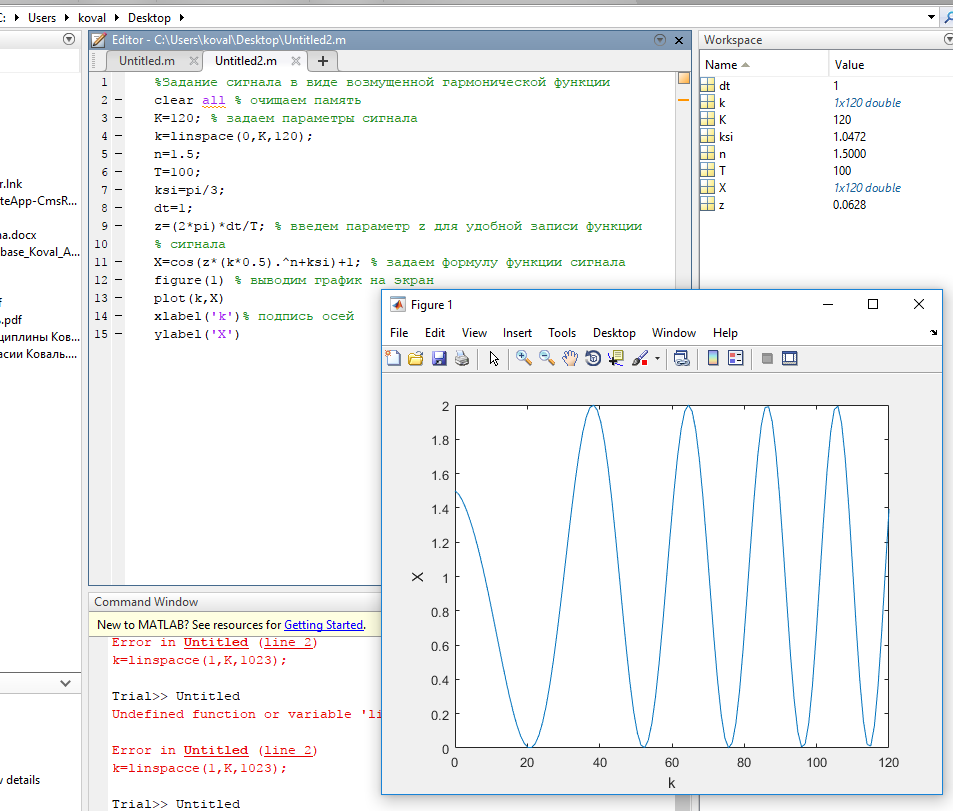 C: Users koval Desktop
Editor - C:\Users\koval\Desktop\Untitled2.m
Untitled.m Untitled2.m
1 %Задание сигнала в виде возмущенной гармонической функции
2 – clear all % очищаем память
3 – K=120; % задаем параметры сигнала
4 – k=linspace(0,K,120);
5 – n=1.5;
6 – T=100;
7 – ksi=pi/3;
8 – dt=1;
9 – z=(2*pi)*dt/T; % введем параметр z для удобной записи функции
10 % сигнала
11 – X=cos(z*(k*0.5).^n+ksi)+1; % задаем формулу функции сигнала
12 – figure(1) % выводим график на экран
13 – plot(k,X)
14 – xlabel('k')% подпись осей
15 – ylabel('X')
Workspace
Name Value
dt 1
k 1x120 double
K 120
ksi 1.0472
n 1.5000
T 100
X 1x120 double
z 0.0628
r.lnk
teApp-CmsR...
на.docx
base_Koval_A...
f
.pdf
циплины Ков...
асии Коваль....
v details
Command Window
New to MATLAB? See resources for Getting Started.
Error in Untitled (line 2)
k=linspacce(1,K,1023);
Trial>> Untitled
Undefined function or variable 'li
Error in Untitled (line 2)
k=linspacce(1,K,1023);
Trial>> Untitled
Figure 1
File Edit View Insert Tools Desktop Window Help
2
1.8
1.6
1.4
1.2
1
0.8
0.6
0.4
0.2
0
X
0 20 40 60 80 100 120
k